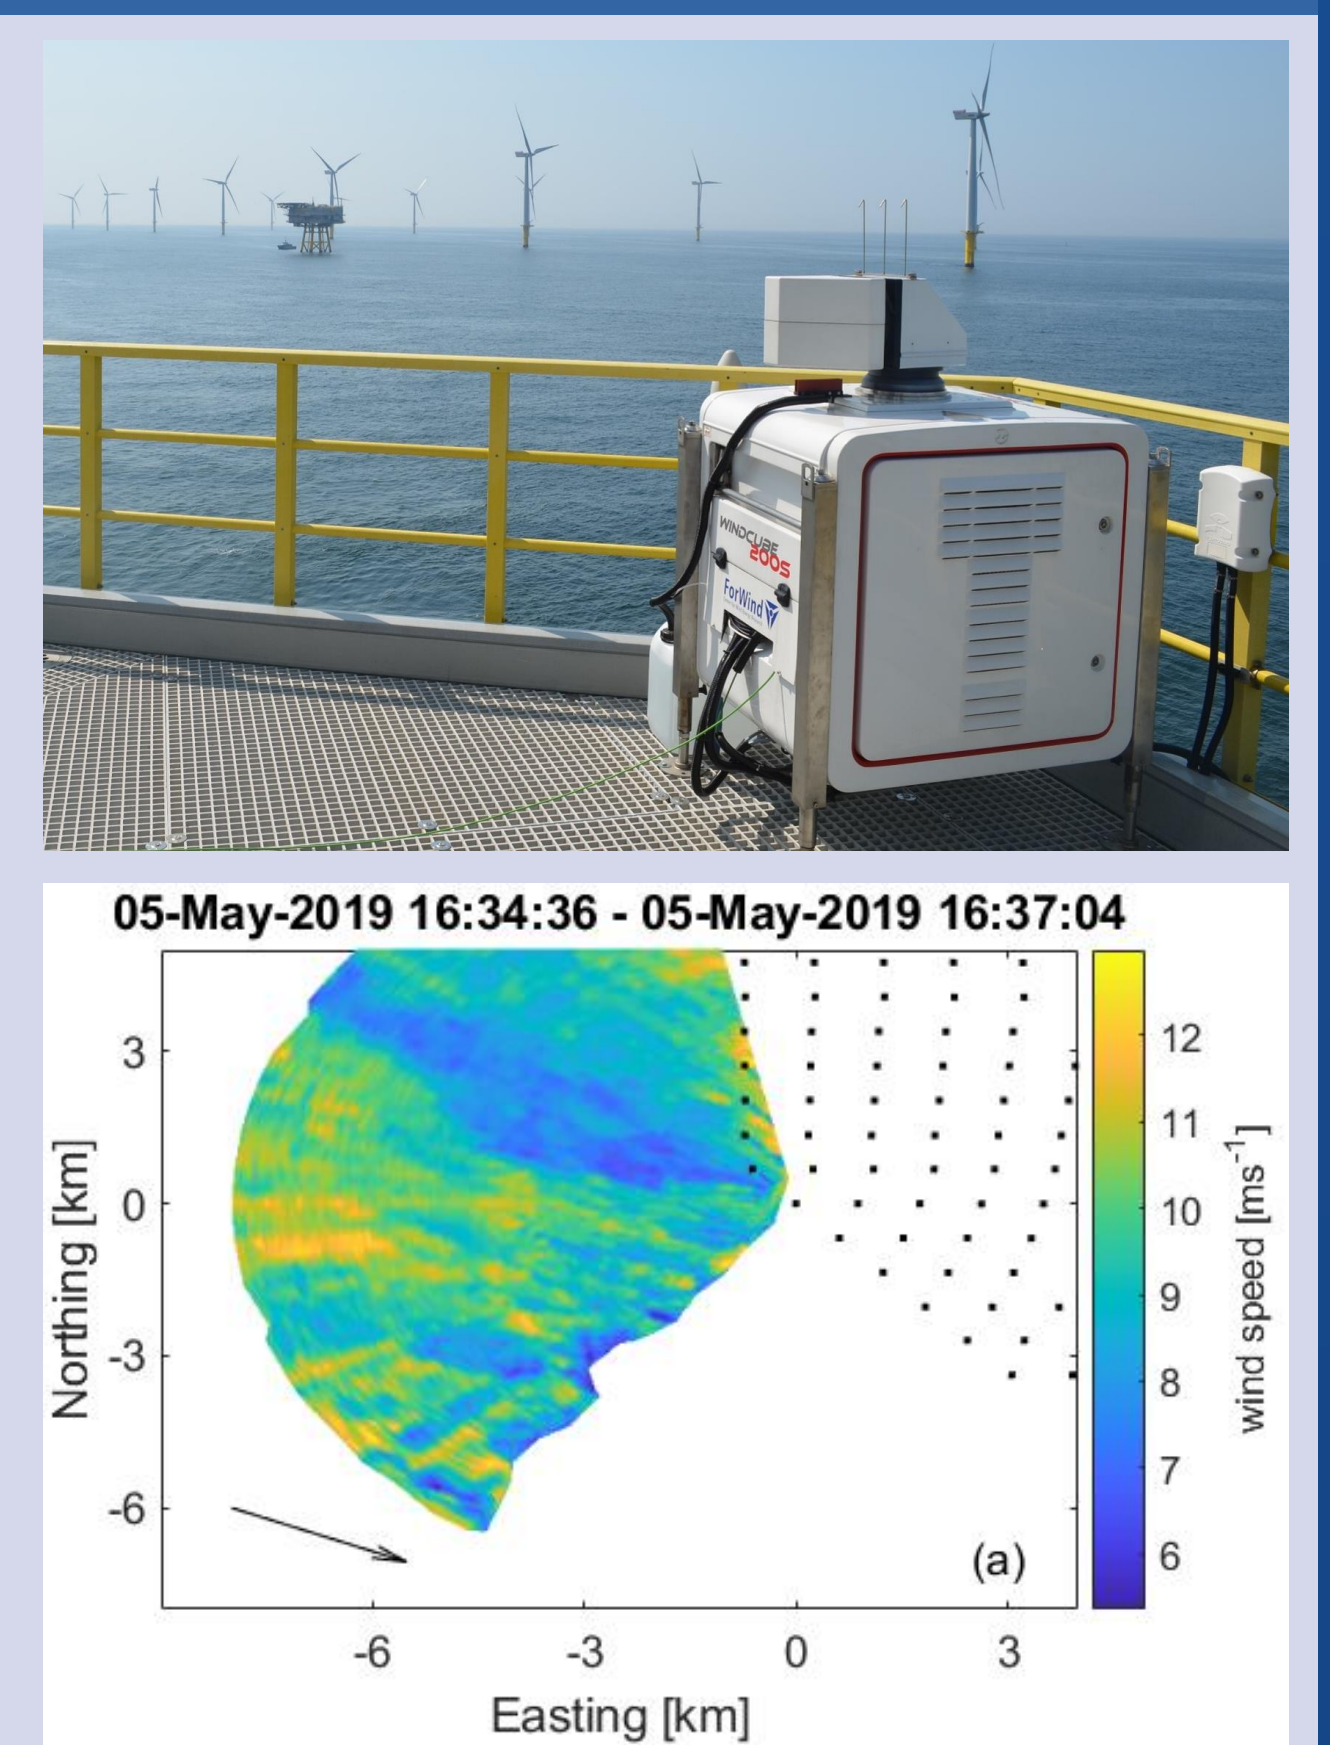 WINDCUBE
200S
ForWind
05-May-2019 16:34:36 - 05-May-2019 16:37:04
3
0
-3
-6
Northing [km]
12
11
10
9
8
7
6
wind speed [ms-1]
(a)
-6 -3 0 3
Easting [km]